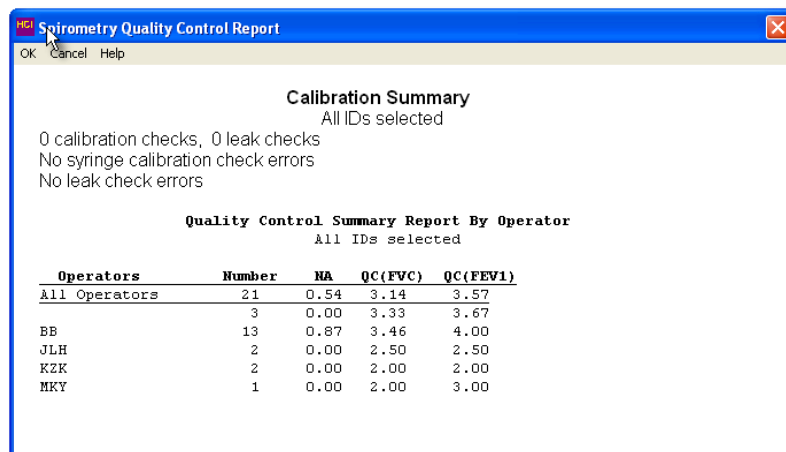 HCI Spirometry Quality Control Report
OK Cancel Help
Calibration Summary
All IDs selected
0 calibration checks, 0 leak checks
No syringe calibration check errors
No leak check errors
Quality Control Summary Report By Operator
All IDs selected
Operators Number NA QC(FVC) QC(FEV1)
All Operators 21 0.54 3.14 3.57
3 0.00 3.33 3.67
BB 13 0.87 3.46 4.00
JLH 2 0.00 2.50 2.50
KZK 2 0.00 2.00 2.00
MKY 1 0.00 2.00 3.00